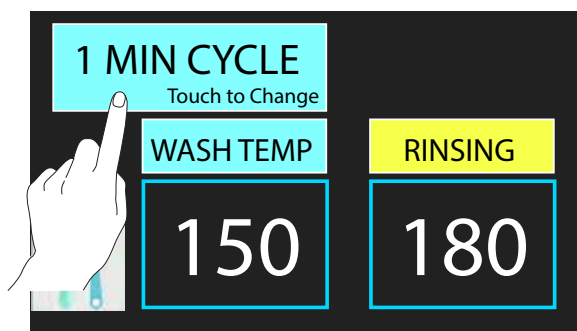 1 MIN CYCLE
Touch to Change
WASH TEMP
RINSING
150
180